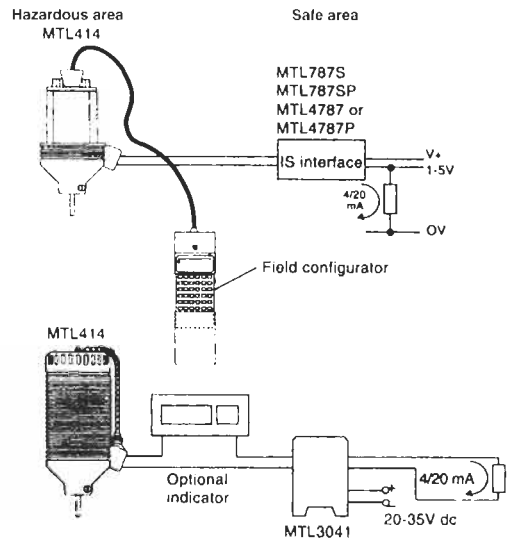 Hazardous area
Safe area
MTL414
MTL787S
MTL787SP
MTL4787 or
MTL4787P
IS interface
V+
1-5V
4/20
mA
OV
Field configurator
MTL414
Optional
indicator
4/20 mA
+
−
20-35V dc
MTL3041